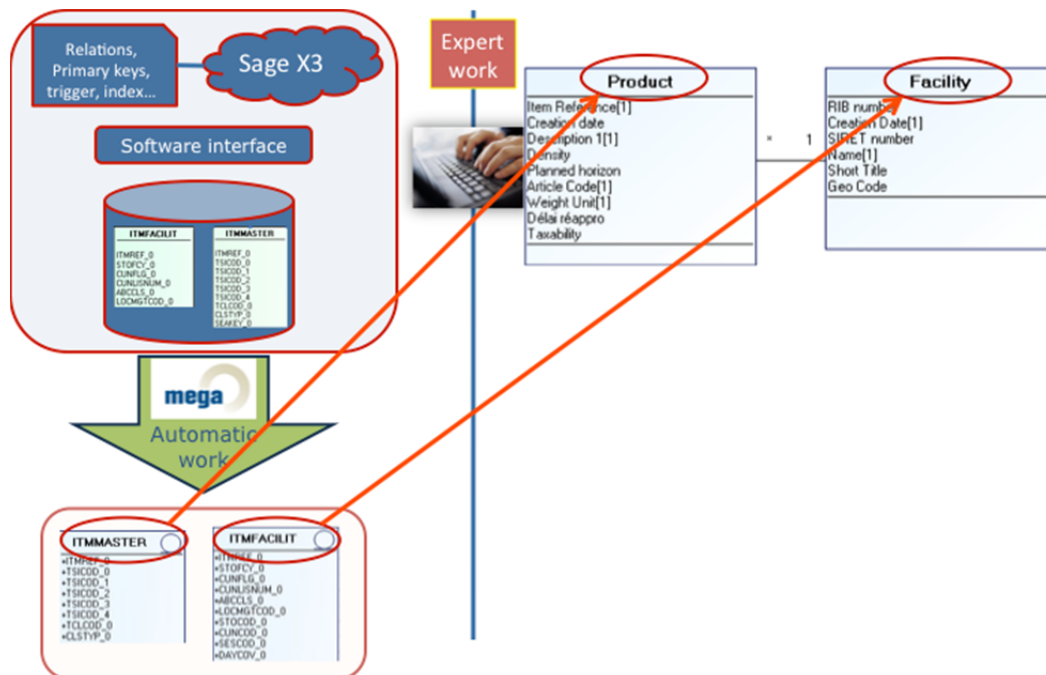 Relations,
Primary keys,
trigger, index...
Sage X3
Software interface
ITMFACILIT
ITMREF_0
STOFCY_0
CUNFLG_0
CUNLISNUM_0
ABCCLS_0
LOCMGTCOD_0
ITMMASTER
ITMREF_0
TSICOD_0
TSICOD_1
TSICOD_2
TSICOD_3
TSICOD_4
TCLCOD_0
CLSTYP_0
SEAKEY_0
mega
Automatic
work
ITMMASTER
*ITMREF_0
*TSICOD_0
*TSICOD_1
*TSICOD_2
*TSICOD_3
*TSICOD_4
*TCLCOD_0
*CLSTYP_0
ITMFACILIT
*ITMREF_0
*STOFCY_0
*CUNFLG_0
*CUNLISNUM_0
*ABCCLS_0
*LOCMGTCOD_0
*STOCOD_0
*CUNCOD_0
*SESCOD_0
*DAYCOV_0
Expert
work
Product
Item Reference[1]
Creation date
Description 1[1]
Density
Planned horizon
Article Code[1]
Weight Unit[1]
Délai réappro
Taxability
* 1
Facility
RIB number
Creation Date[1]
SIRET number
Name[1]
Short Title
Geo Code